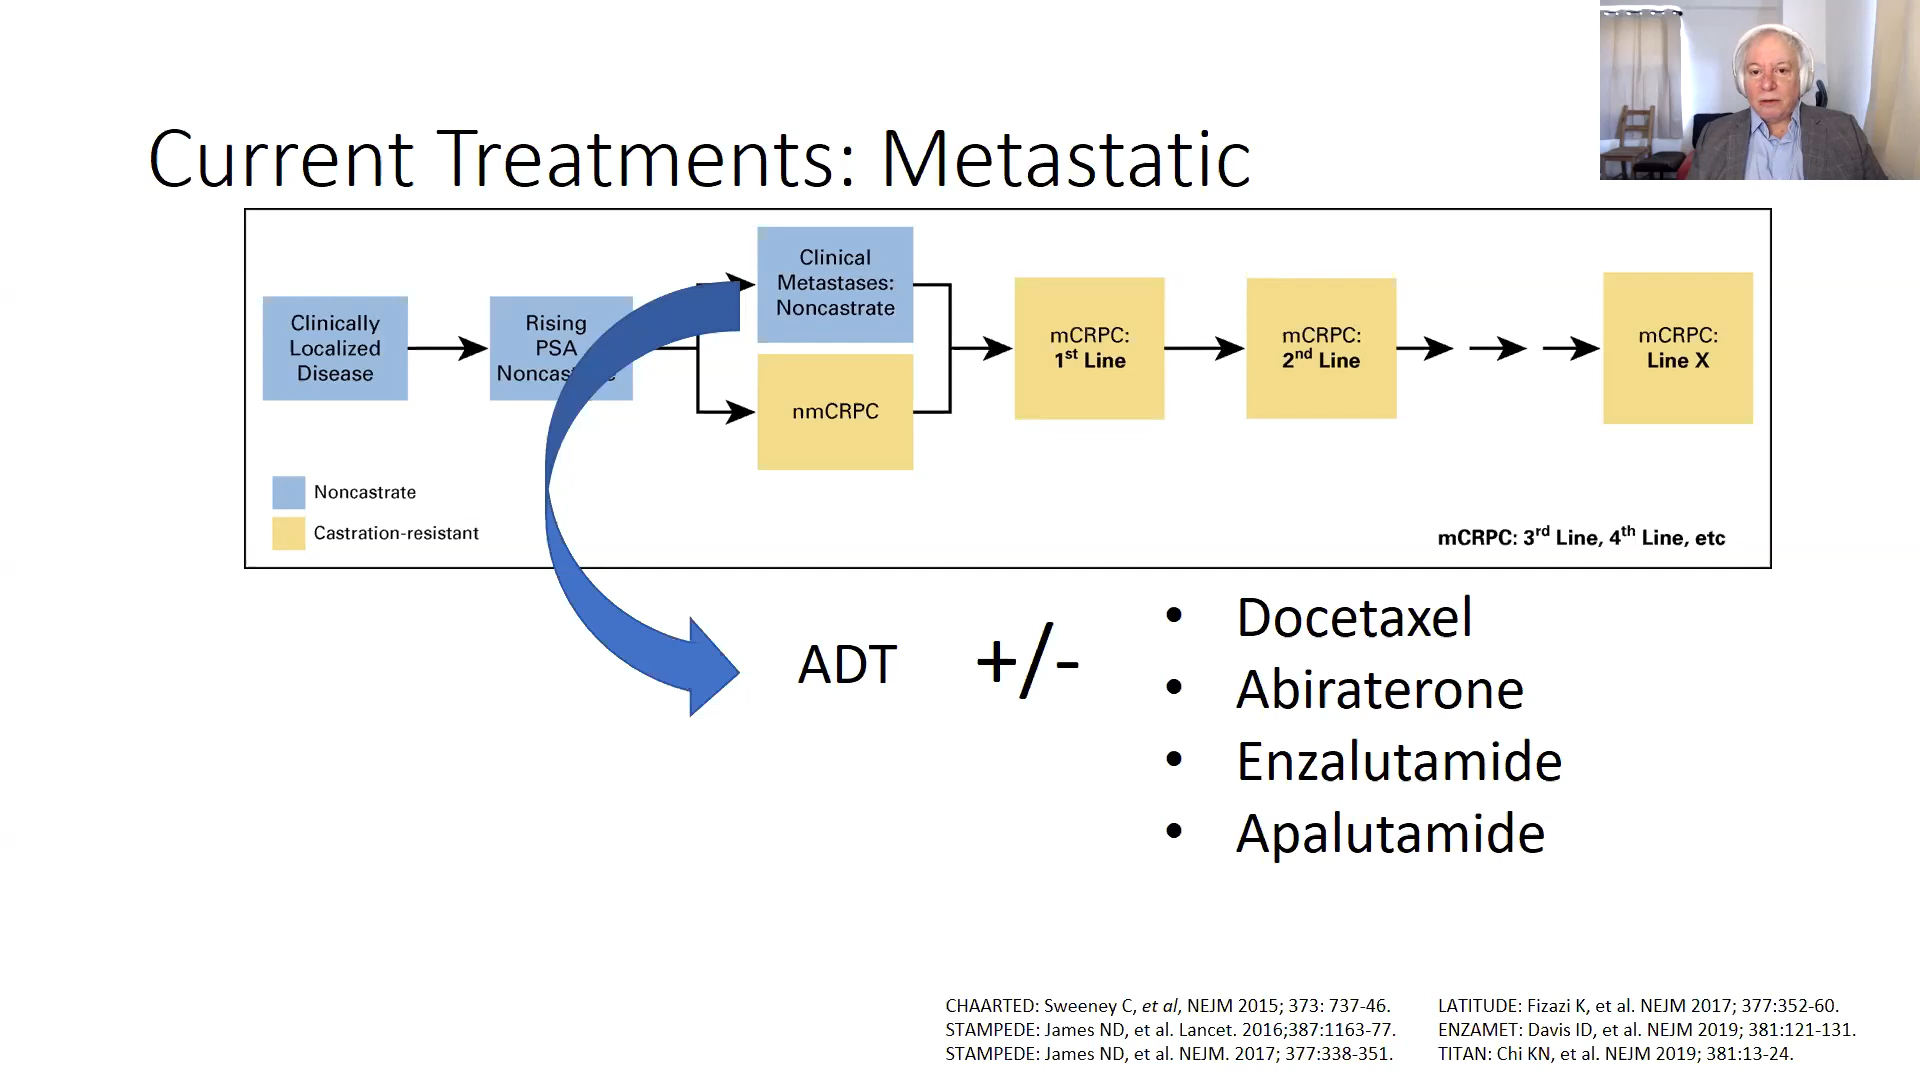 Current Treatments: Metastatic
Clinically
Localized
Disease
Rising
PSA
Clinical
Metastases:
Noncastrate
nmCRPC
mCRPC:
1st Line
mCRPC:
2nd Line
mCRPC:
Line X
Noncastrate
Castration-resistant
mCRPC: 3rd Line, 4th Line, etc
ADT
+/-
• Docetaxel
• Abiraterone
• Enzalutamide
• Apalutamide
CHAARTED: Sweeney C, et al, NEJM 2015; 373: 737-46.
STAMPEDE: James ND, et al. Lancet. 2016;387:1163-77.
STAMPEDE: James ND, et al. NEJM. 2017; 377:338-351.
LATITUDE: Fizazi K, et al. NEJM 2017; 377:352-60.
ENZAMET: Davis ID, et al. NEJM 2019; 381:121-131.
TITAN: Chi KN, et al. NEJM 2019; 381:13-24.